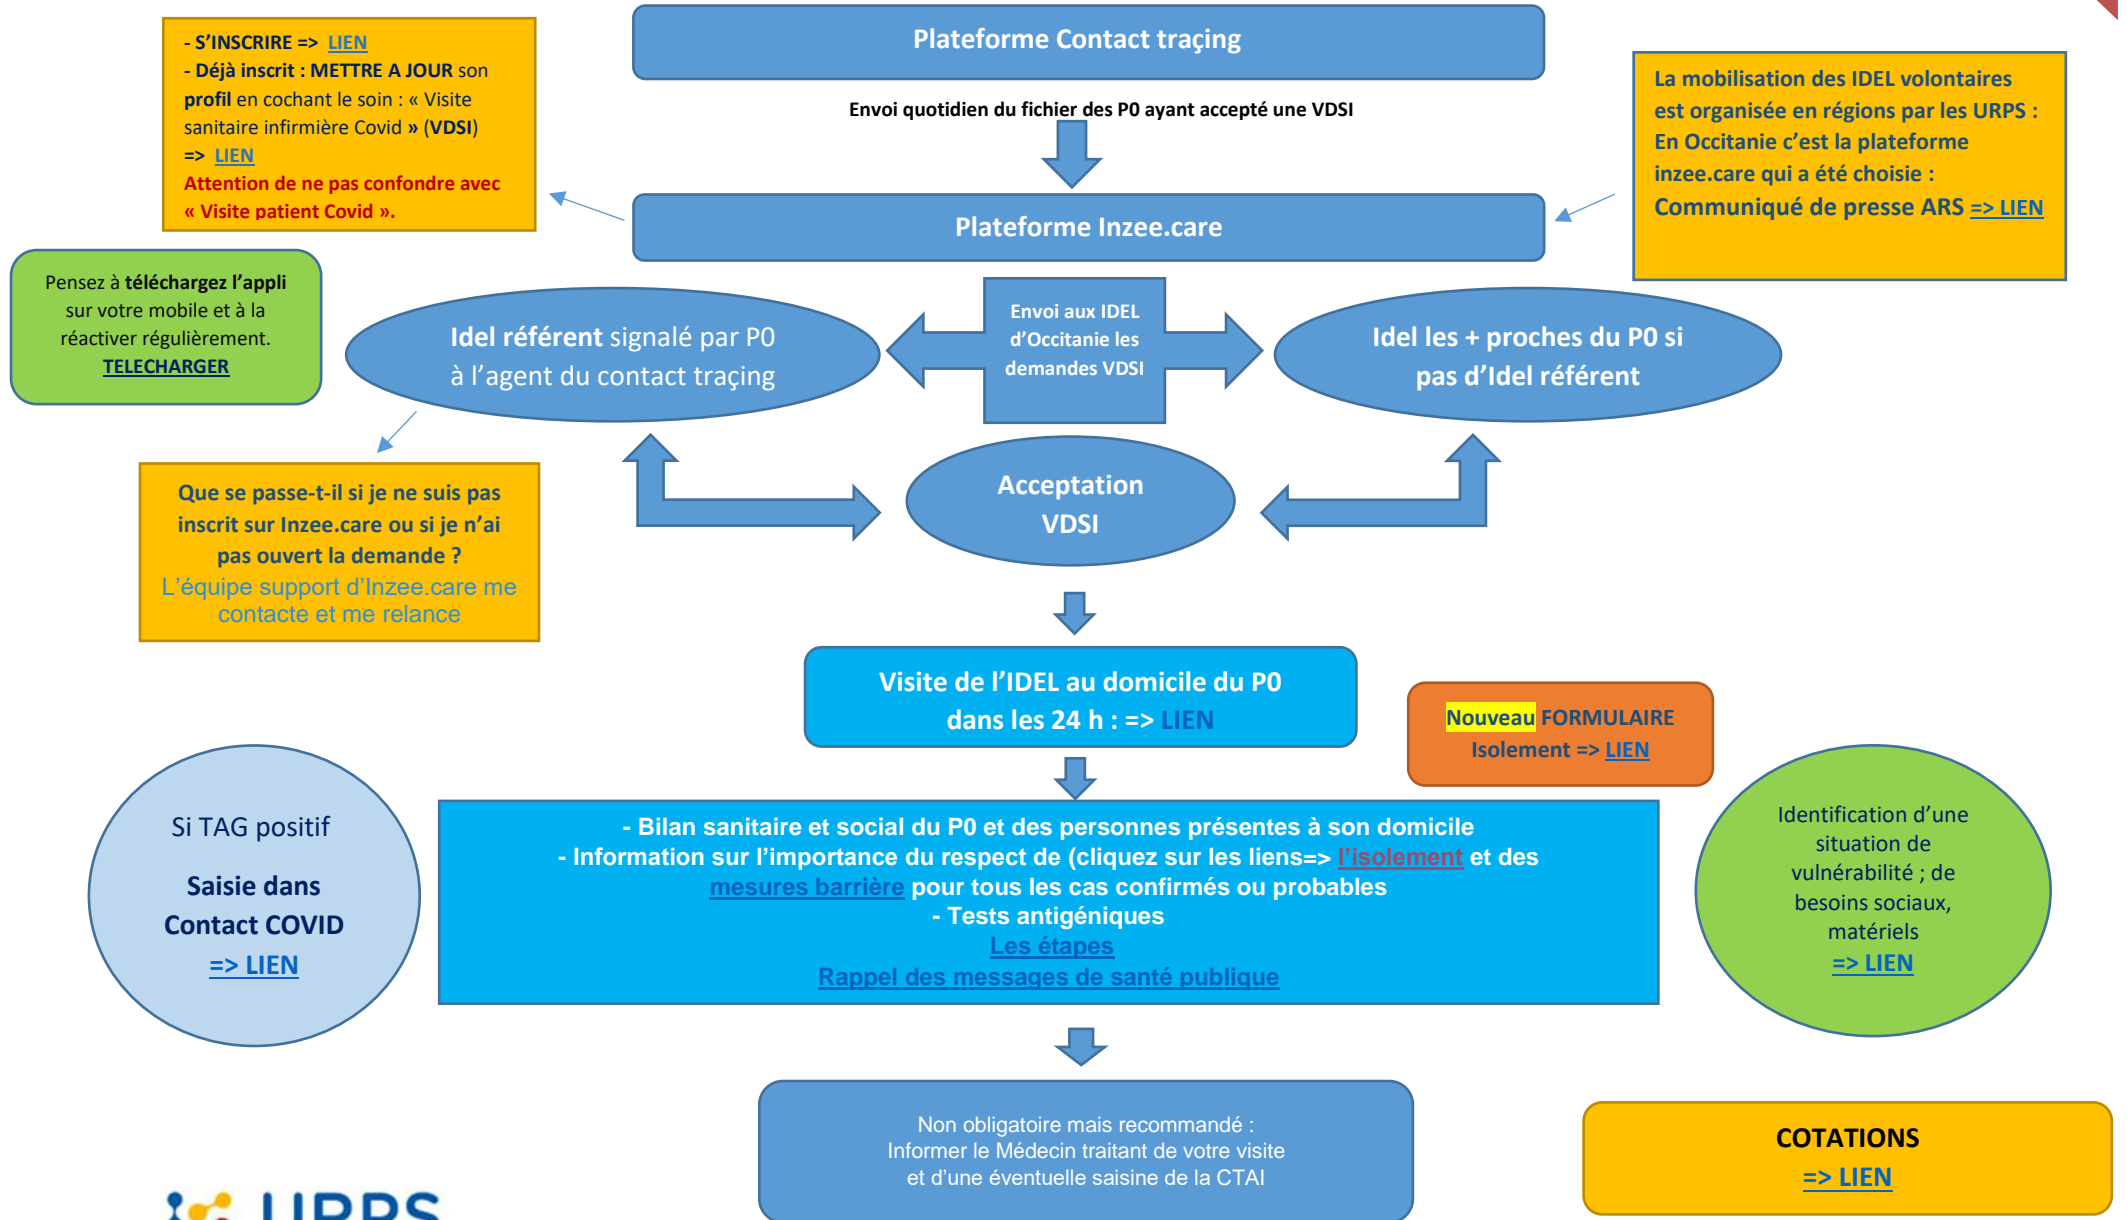 - S'INSCRIRE => LIEN
- Déjà inscrit : METTRE A JOUR son
profil en cochant le soin : « Visite
sanitaire infirmière Covid » (VDSI)
=> LIEN
Attention de ne pas confondre avec
« Visite patient Covid ».
Plateforme Contact traçing
Envoi quotidien du fichier des P0 ayant accepté une VDSI
La mobilisation des IDEL volontaires
est organisée en régions par les URPS :
En Occitanie c'est la plateforme
inzee.care qui a été choisie :
Communiqué de presse ARS => LIEN
Plateforme Inzee.care
Pensez à téléchargez l'appli
sur votre mobile et à la
réactiver régulièrement.
TELECHARGER
Idel référent signalé par P0
à l'agent du contact traçing
Envoi aux IDEL
d'Occitanie les
demandes VDSI
Idel les + proches du P0 si
pas d'Idel référent
Que se passe-t-il si je ne suis pas
inscrit sur Inzee.care ou si je n'ai
pas ouvert la demande ?
L'équipe support d'Inzee.care me
contacte et me relance
Acceptation
VDSI
Visite de l'IDEL au domicile du P0
dans les 24 h : => LIEN
Nouveau FORMULAIRE
Isolement => LIEN
Si TAG positif
Saisie dans
Contact COVID
=> LIEN
- Bilan sanitaire et social du P0 et des personnes présentes à son domicile
- Information sur l'importance du respect de (cliquez sur les liens=> l'isolement et des
mesures barrière pour tous les cas confirmés ou probables
- Tests antigéniques
Les étapes
Rappel des messages de santé publique
Identification d'une
situation de
vulnérabilité ; de
besoins sociaux,
matériels
=> LIEN
Non obligatoire mais recommandé :
Informer le Médecin traitant de votre visite
et d'une éventuelle saisine de la CTAI
COTATIONS
=> LIEN
URPS